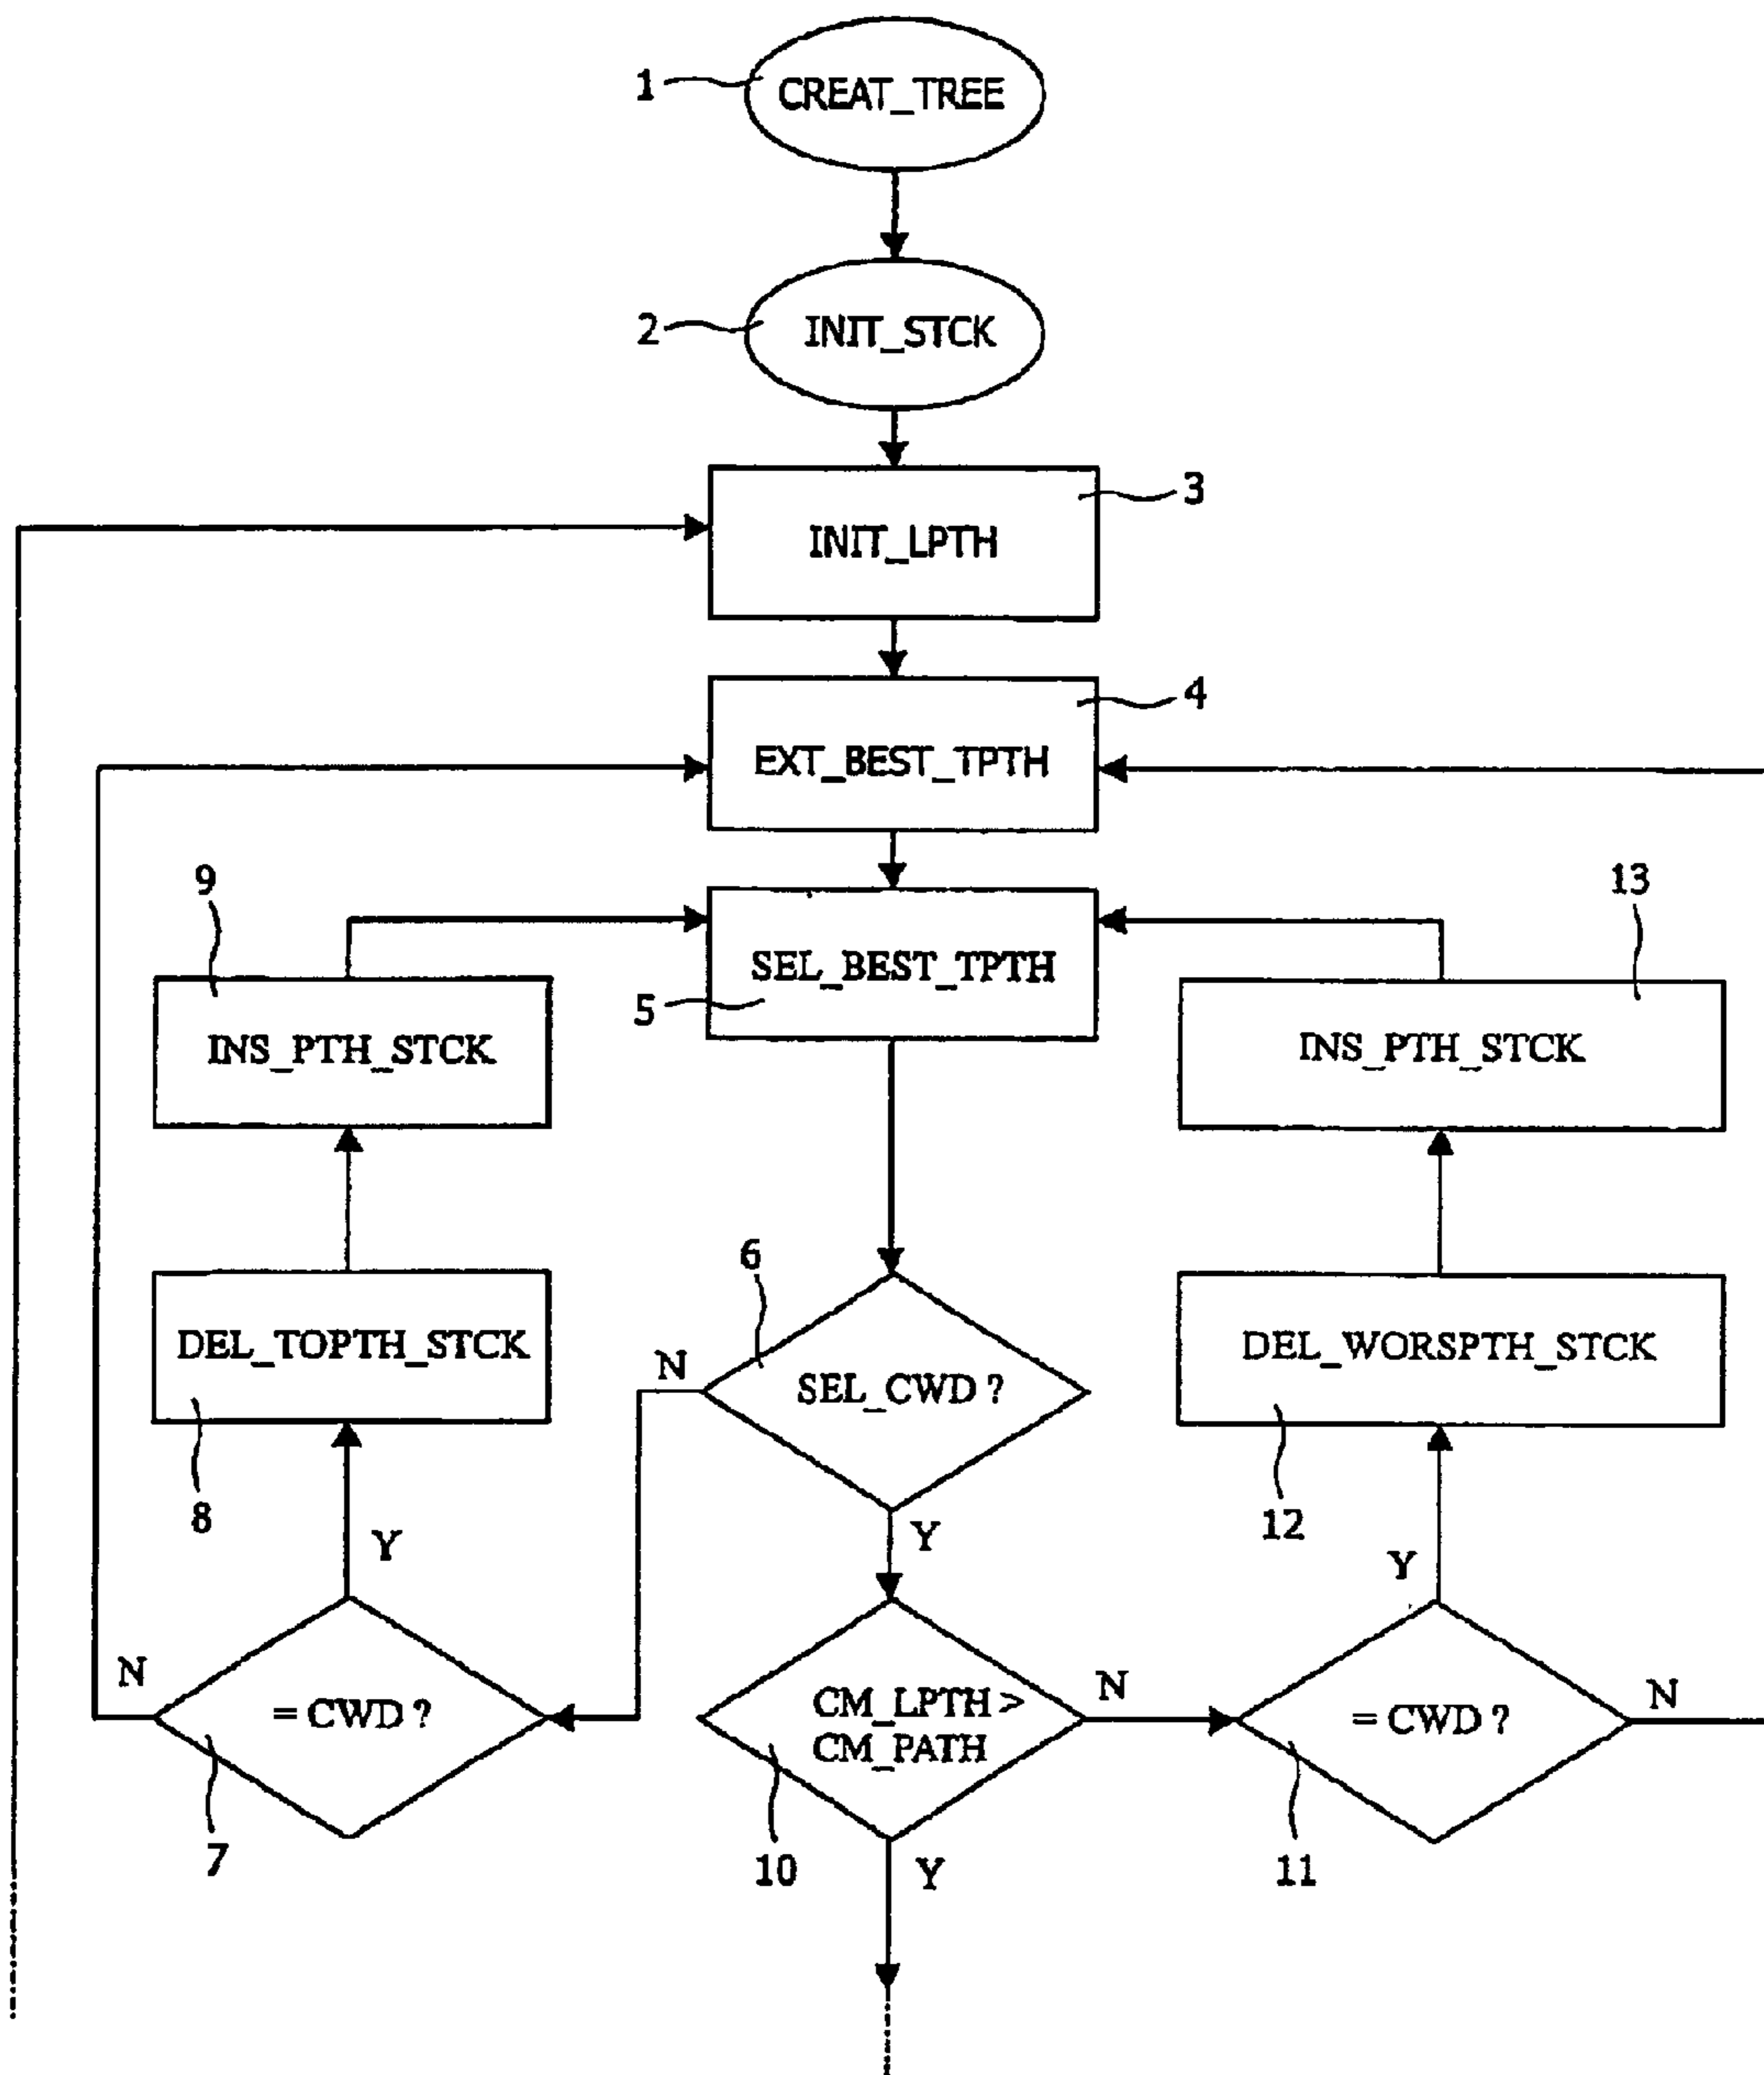 1
CREAT_TREE
2
INIT_STCK
3
INIT_LPTH
4
EXT_BEST_TPTH
9
13
SEL_BEST_TPTH
5
INS_PTH_STCK
INS_PTH_STCK
6
DEL_TOPTH_STCK
N
SEL_CWD ?
DEL_WORSPTH_STCK
8
12
Y
Y
Y
N
= CWD ?
CM_LPTH >
CM_PATH
N
= CWD ?
N
7
10
Y
11